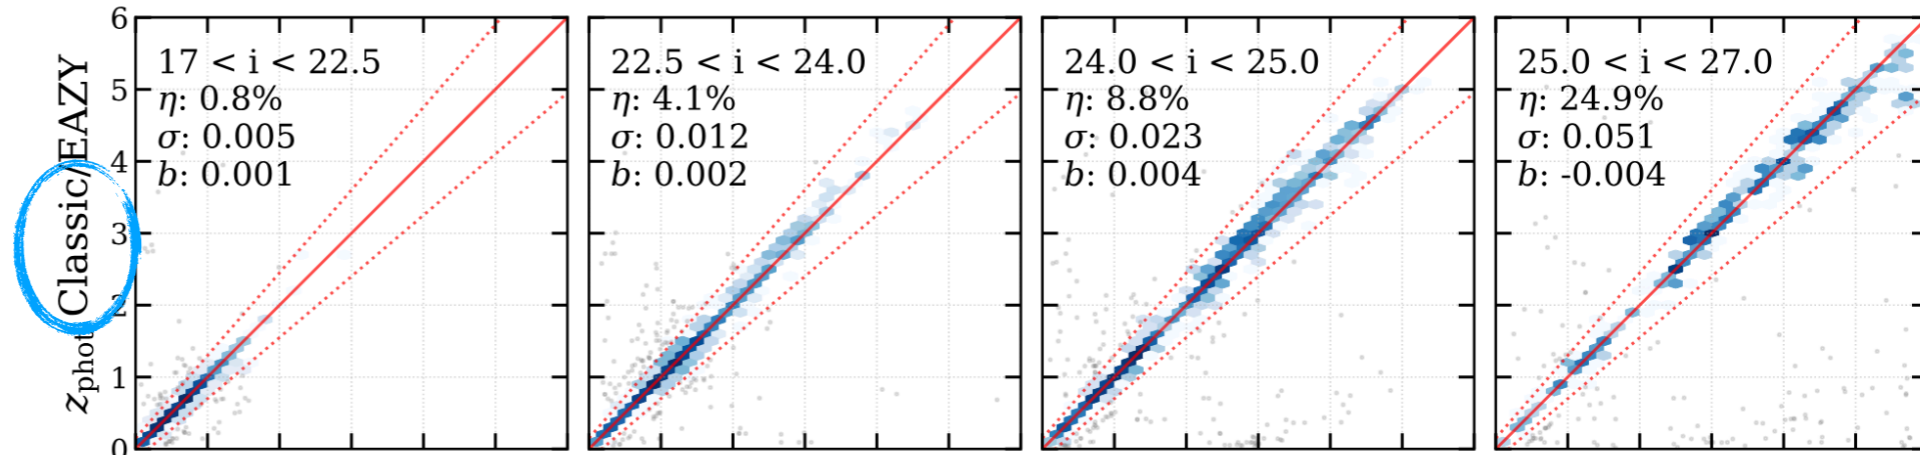 z_phot Classic/EAZY
6
5
4
3
2
1
0
17 < i < 22.5
η: 0.8%
σ: 0.005
b: 0.001
22.5 < i < 24.0
η: 4.1%
σ: 0.012
b: 0.002
24.0 < i < 25.0
η: 8.8%
σ: 0.023
b: 0.004
25.0 < i < 27.0
η: 24.9%
σ: 0.051
b: -0.004